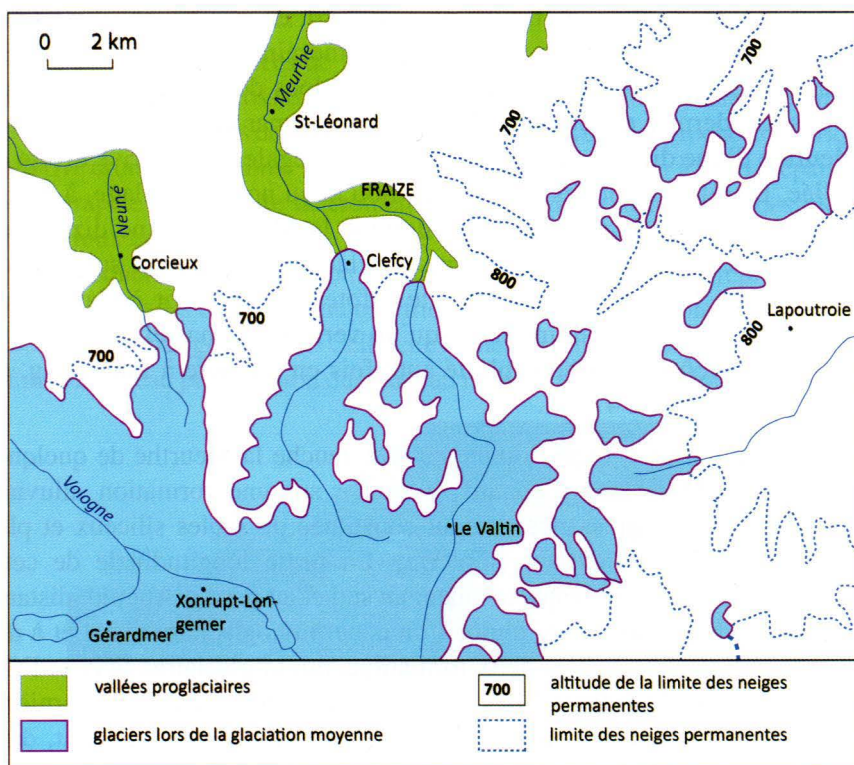 0 2 km
700
700
700
Meurthe
St-Léonard
FRAIZE
Neuné
Corcieux
Clefcy
800
Lapoutroie
800
700
700
Vologne
Le Valtin
Xonrupt-Lon-
gemer
Gérardmer
vallées proglaciaires
700
altitude de la limite des neiges
permanentes
glaciers lors de la glaciation moyenne
limite des neiges permanentes